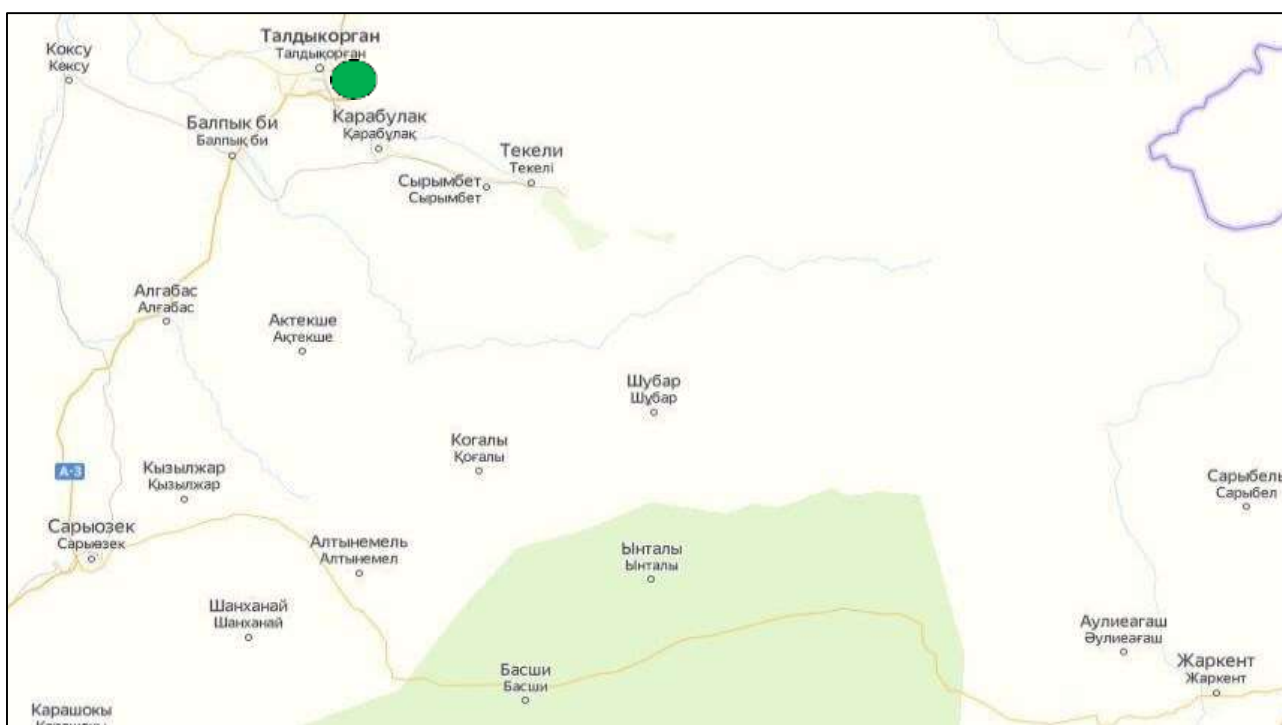 Талдыкорган
Талдықорған
Коксу
Көксу
Балпык би
Балпық би
Карабулак
Қарабұлақ
Текели
Текелі
Сырымбет
Сырымбет
Алгабас
Алғабас
Актекше
Ақтекше
Шубар
Шұбар
Когалы
Қоғалы
А-3
Кызылжар
Қызылжар
Сарыбель
Сарыбел
Сарыозек
Сарыөзек
Алтынемель
Алтынемел
Ынталы
Ынталы
Шанханай
Шанханай
Аулиеагаш
Әулиеағаш
Басши
Басши
Жаркент
Жаркент
Карашокы